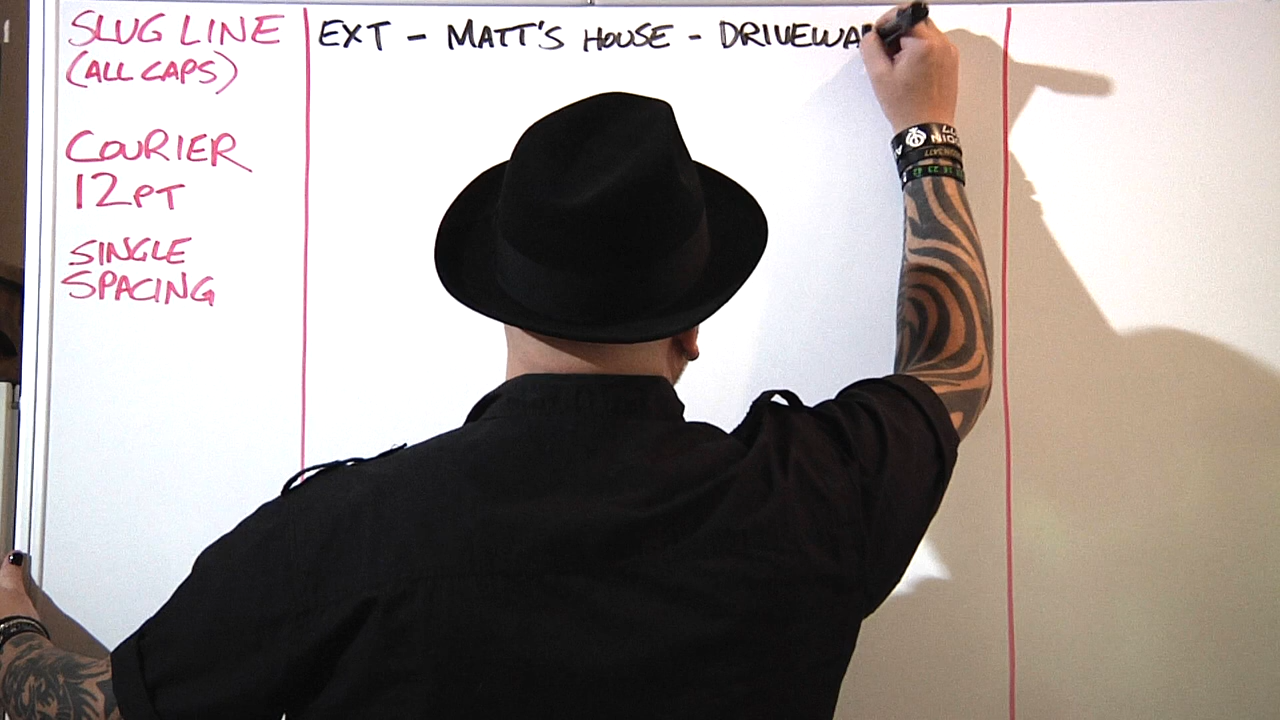 SLUG LINE
(ALL CAPS)
EXT - MATT'S HOUSE - DRIVEWA
COURIER
12PT
SINGLE
SPACING